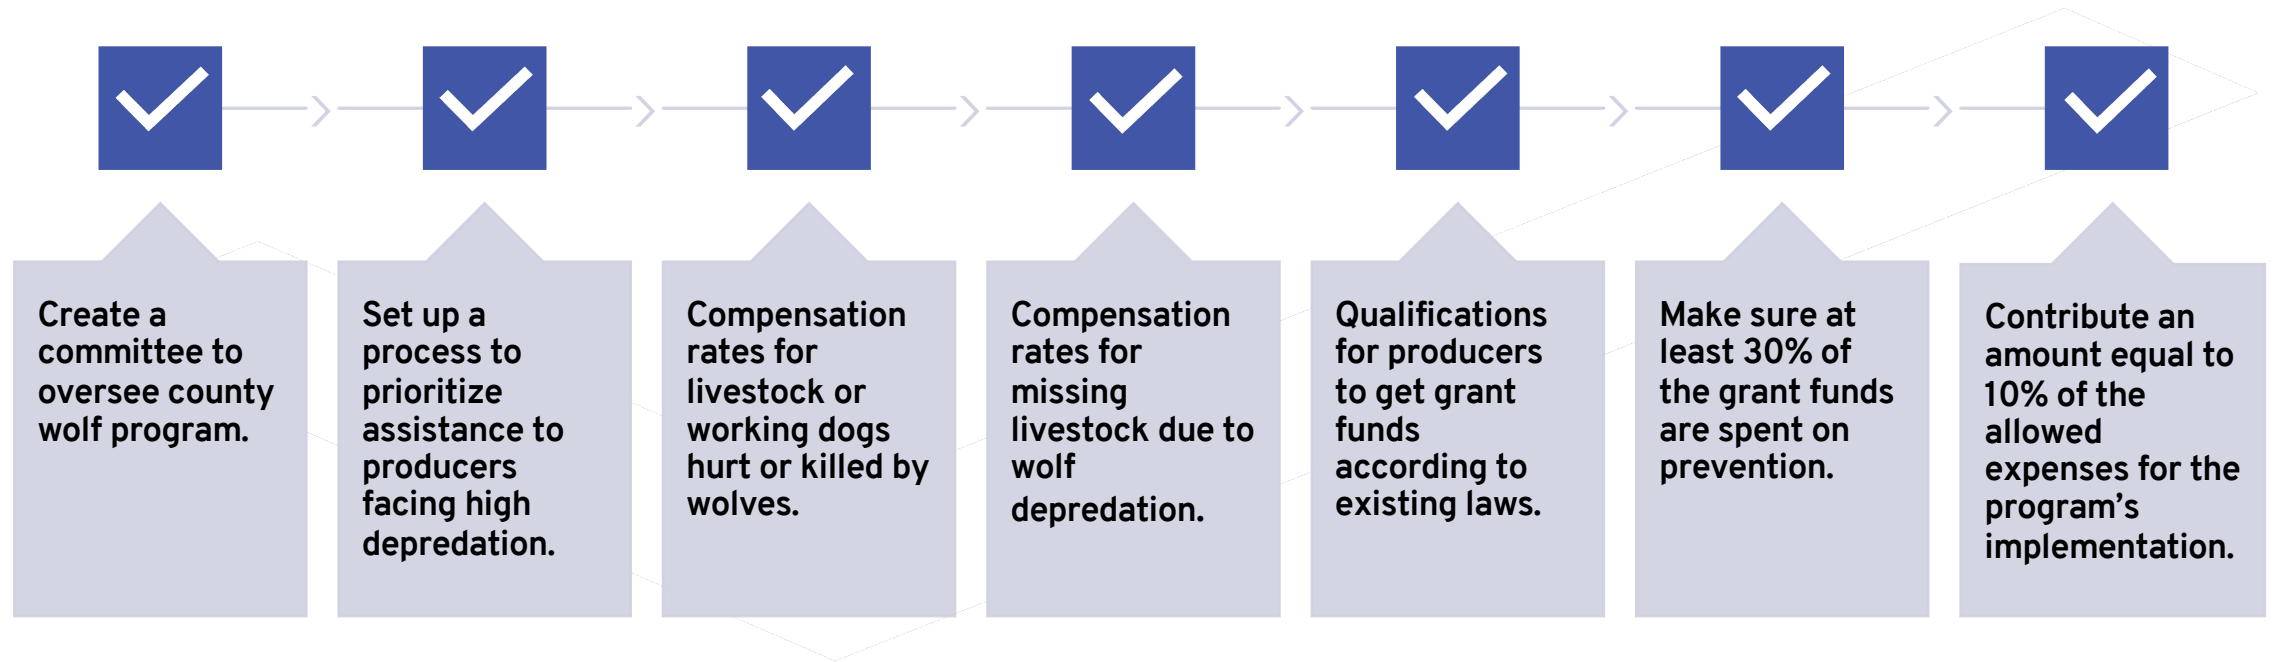 Create a
committee to
oversee county
wolf program.
Set up a
process to
prioritize
assistance to
producers
facing high
depredation.
Compensation
rates for
livestock or
working dogs
hurt or killed by
wolves.
Compensation
rates for
missing
livestock due to
wolf
depredation.
Qualifications
for producers
to get grant
funds
according to
existing laws.
Make sure at
least 30% of
the grant funds
are spent on
prevention.
Contribute an
amount equal to
10% of the
allowed
expenses for the
program’s
implementation.